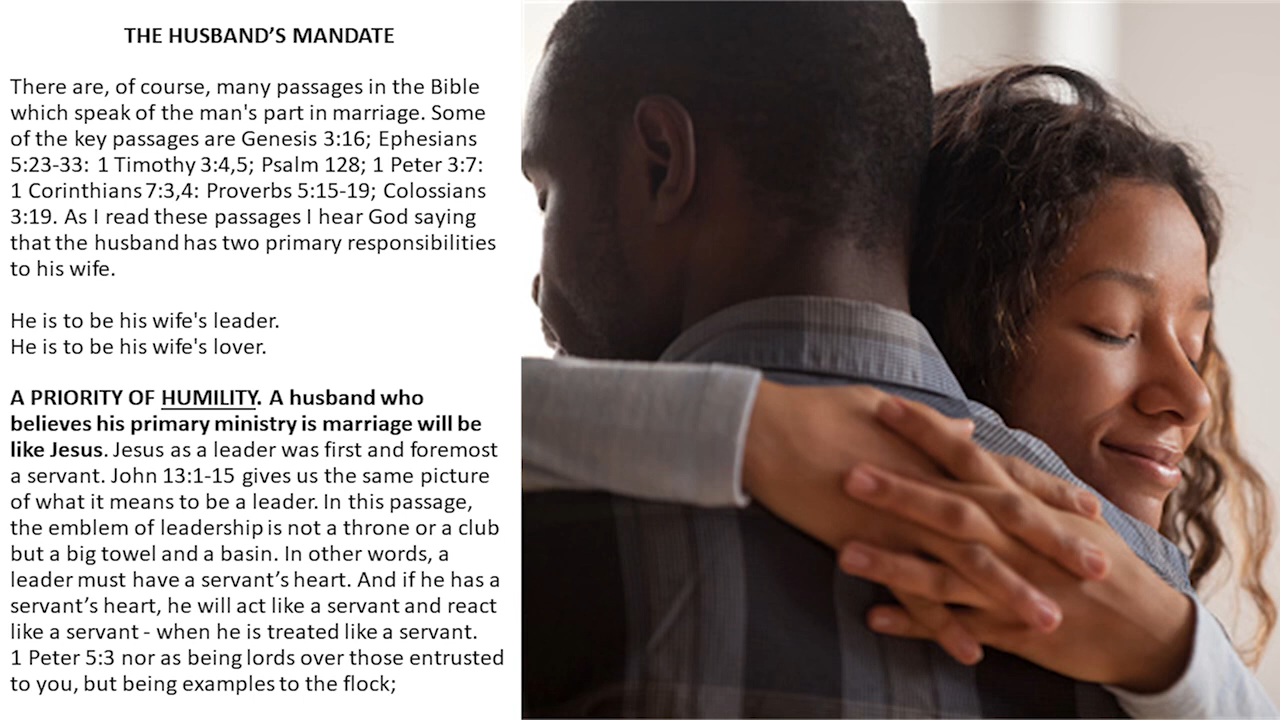 THE HUSBAND'S MANDATE
There are, of course, many passages in the Bible
which speak of the man's part in marriage. Some
of the key passages are Genesis 3:16; Ephesians
5:23-33: 1 Timothy 3:4,5; Psalm 128; 1 Peter 3:7:
1 Corinthians 7:3,4: Proverbs 5:15-19; Colossians
3:19. As I read these passages I hear God saying
that the husband has two primary responsibilities
to his wife.
He is to be his wife's leader.
He is to be his wife's lover.
A PRIORITY OF HUMILITY. A husband who
believes his primary ministry is marriage will be
like Jesus. Jesus as a leader was first and foremost
a servant. John 13:1-15 gives us the same picture
of what it means to be a leader. In this passage,
the emblem of leadership is not a throne or a club
but a big towel and a basin. In other words, a
leader must have a servant's heart. And if he has a
servant's heart, he will act like a servant and react
like a servant - when he is treated like a servant.
1 Peter 5:3 nor as being lords over those entrusted
to you, but being examples to the flock;